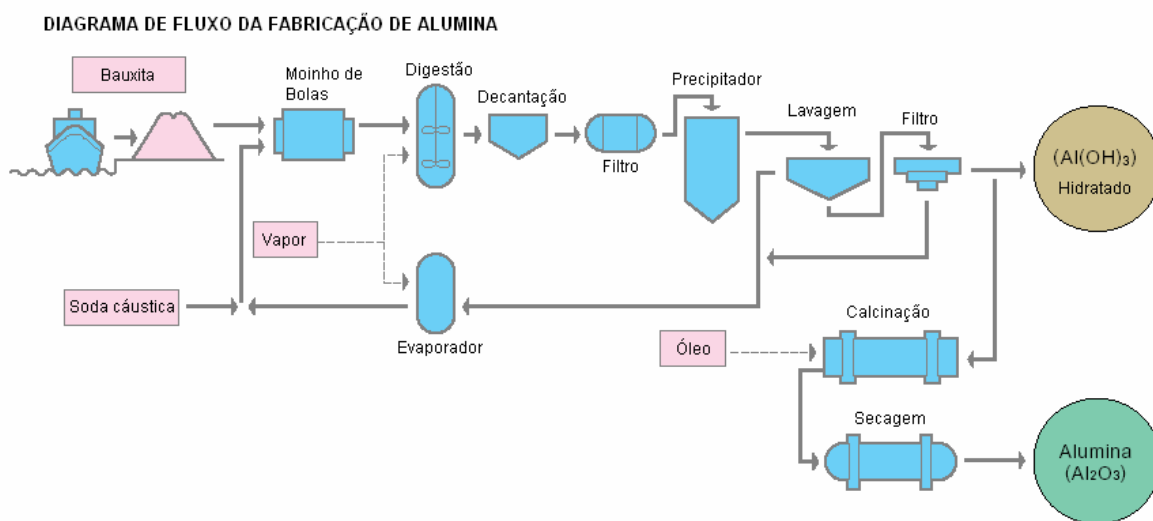 DIAGRAMA DE FLUXO DA FABRICAÇÃO DE ALUMINA
Bauxita
Moinho de
Bolas
Digestão
Decantação
Filtro
Precipitador
Lavagem
Filtro
(Al(OH)₃)
Hidratado
Vapor
Soda cáustica
Evaporador
Óleo
Calcinação
Secagem
Alumina
(Al₂O₃)